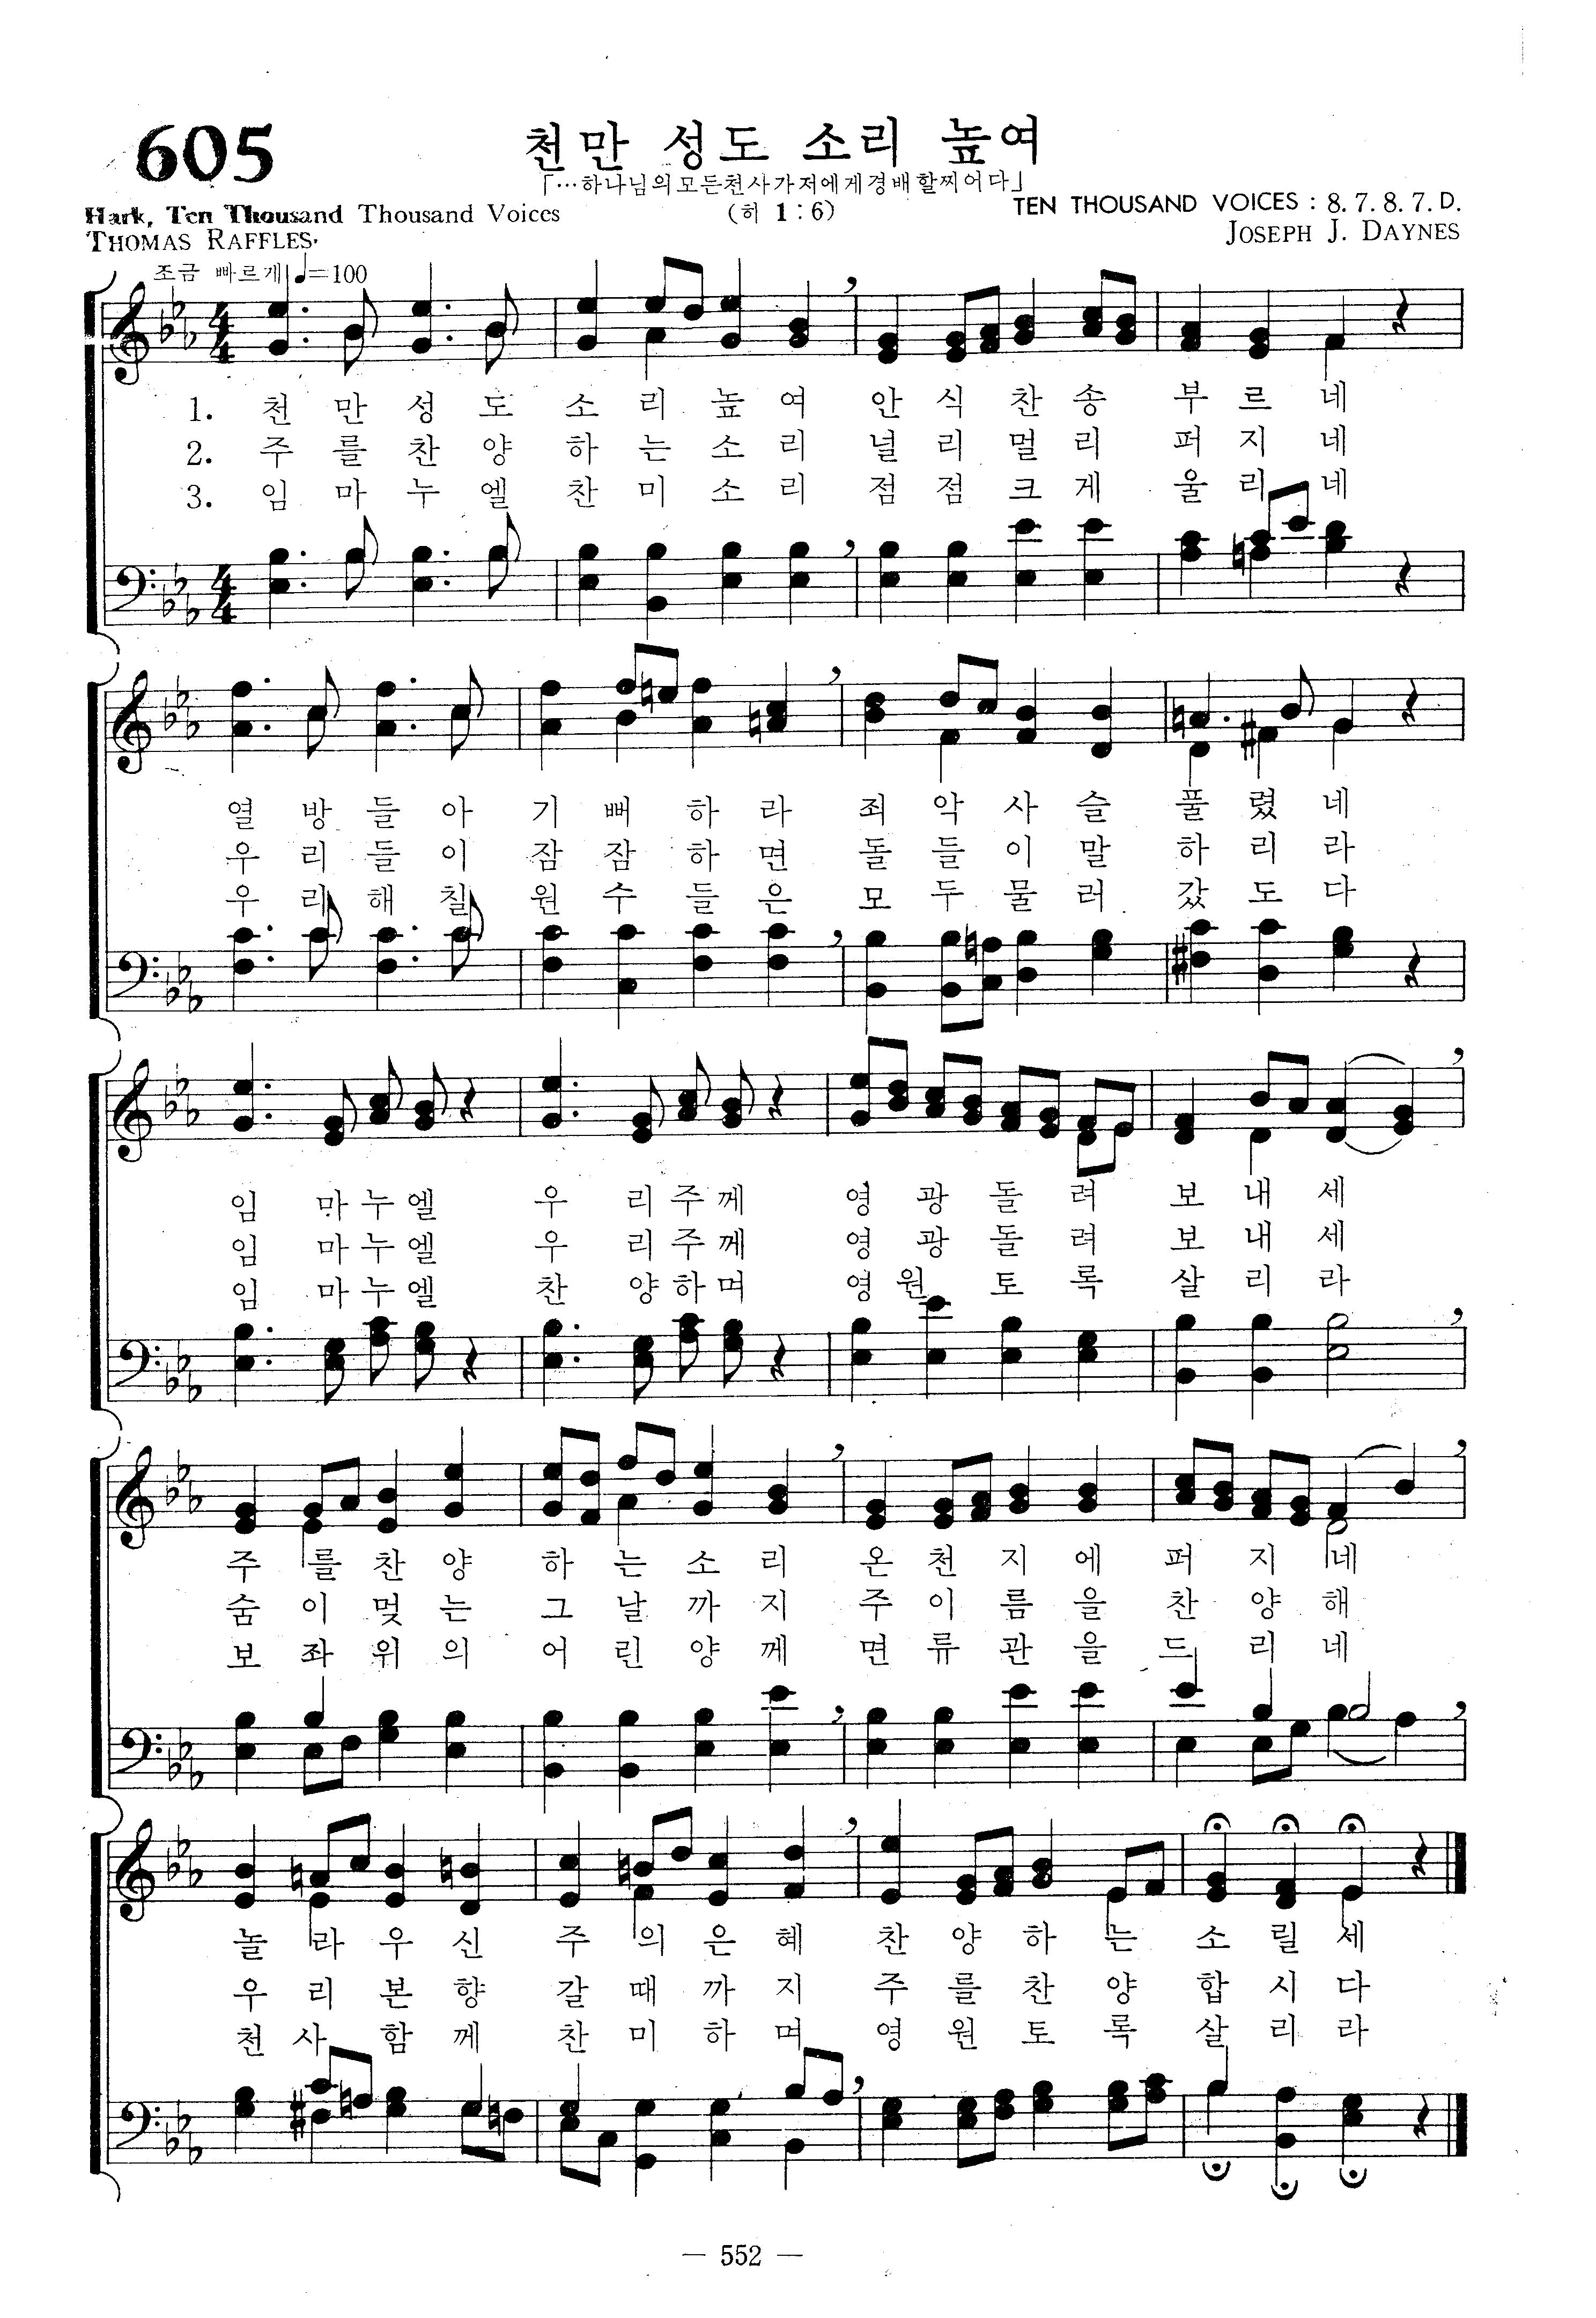 605
천만 성도 소리 높여
「…하나님의모든천사가저에게경배할찌어다」
(히 1:6)
Hark, Ten Thousand Thousand Voices
THOMAS RAFFLES
TEN THOUSAND VOICES : 8. 7. 8. 7. D.
JOSEPH J. DAYNES
조금 빠르게 ♩=100
1. 천 만 성 도 소 리 높 여 안 식 찬 송 부 르 네
2. 주 를 찬 양 하 는 소 리 널 리 멀 리 퍼 지 네
3. 임 마 누 엘 찬 미 소 리 점 점 크 게 울 리 네
열 방 들 아 기 뻐 하 라 죄 악 사 슬 풀 렸 네
우 리 들 이 잠 잠 하 면 돌 들 이 말 하 리 라
우 리 해 칠 원 수 들 은 모 두 물 러 갔 도 다
임 마 누 엘 우 리 주 께 영 광 돌 려 보 내 세
임 마 누 엘 우 리 주 께 영 광 돌 려 보 내 세
임 마 누 엘 찬 양 하 며 영 원 토 록 살 리 라
주 를 찬 양 하 는 소 리 온 천 지 에 퍼 지 네
숨 이 멎 는 그 날 까 지 주 이 름 을 찬 양 해
보 좌 위 의 어 린 양 께 면 류 관 을 드 리 네
놀 라 우 신 주 의 은 혜 찬 양 하 는 소 릴 세
우 리 본 향 갈 때 까 지 주 를 찬 양 합 시 다
천 사 함 께 찬 미 하 며 영 원 토 록 살 리 라
— 552 —